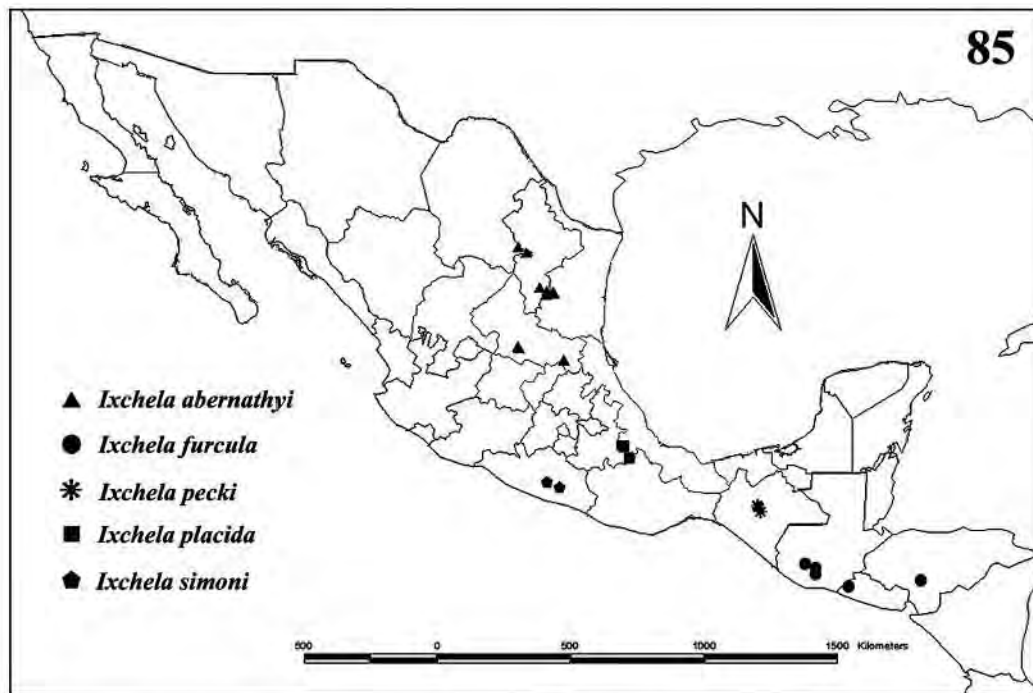 85
N
Ixchela abernathyi
Ixchela furcula
Ixchela pecki
Ixchela placida
Ixchela simoni
500 0 500 1000 1500 Kilometers